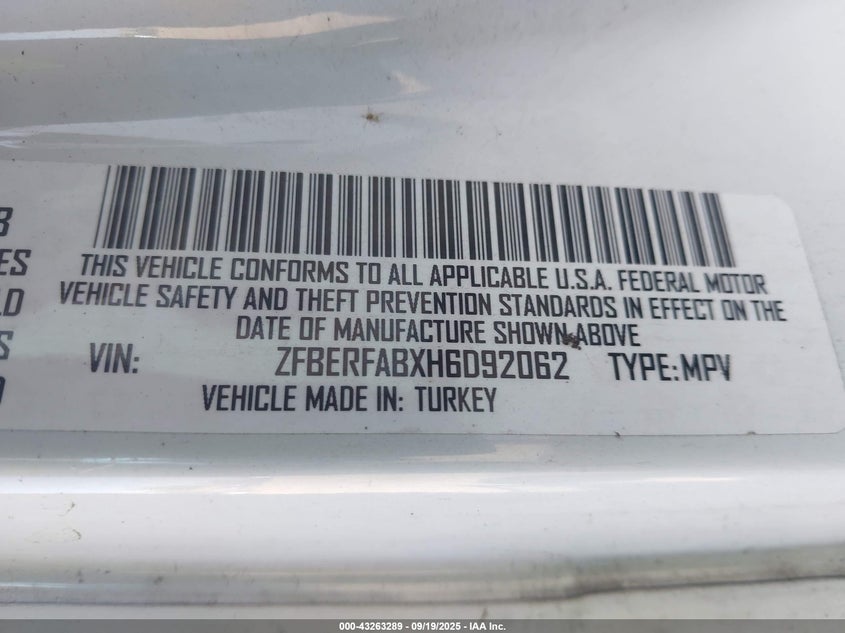 B
ES
LD
S
THIS VEHICLE CONFORMS TO ALL APPLICABLE U.S.A. FEDERAL MOTOR
VEHICLE SAFETY AND THEFT PREVENTION STANDARDS IN EFFECT ON THE
DATE OF MANUFACTURE SHOWN ABOVE
VIN: ZFBERFABXH6D92062 TYPE: MPV
VEHICLE MADE IN: TURKEY
000-43263289 - 09/19/2025 - IAA Inc.